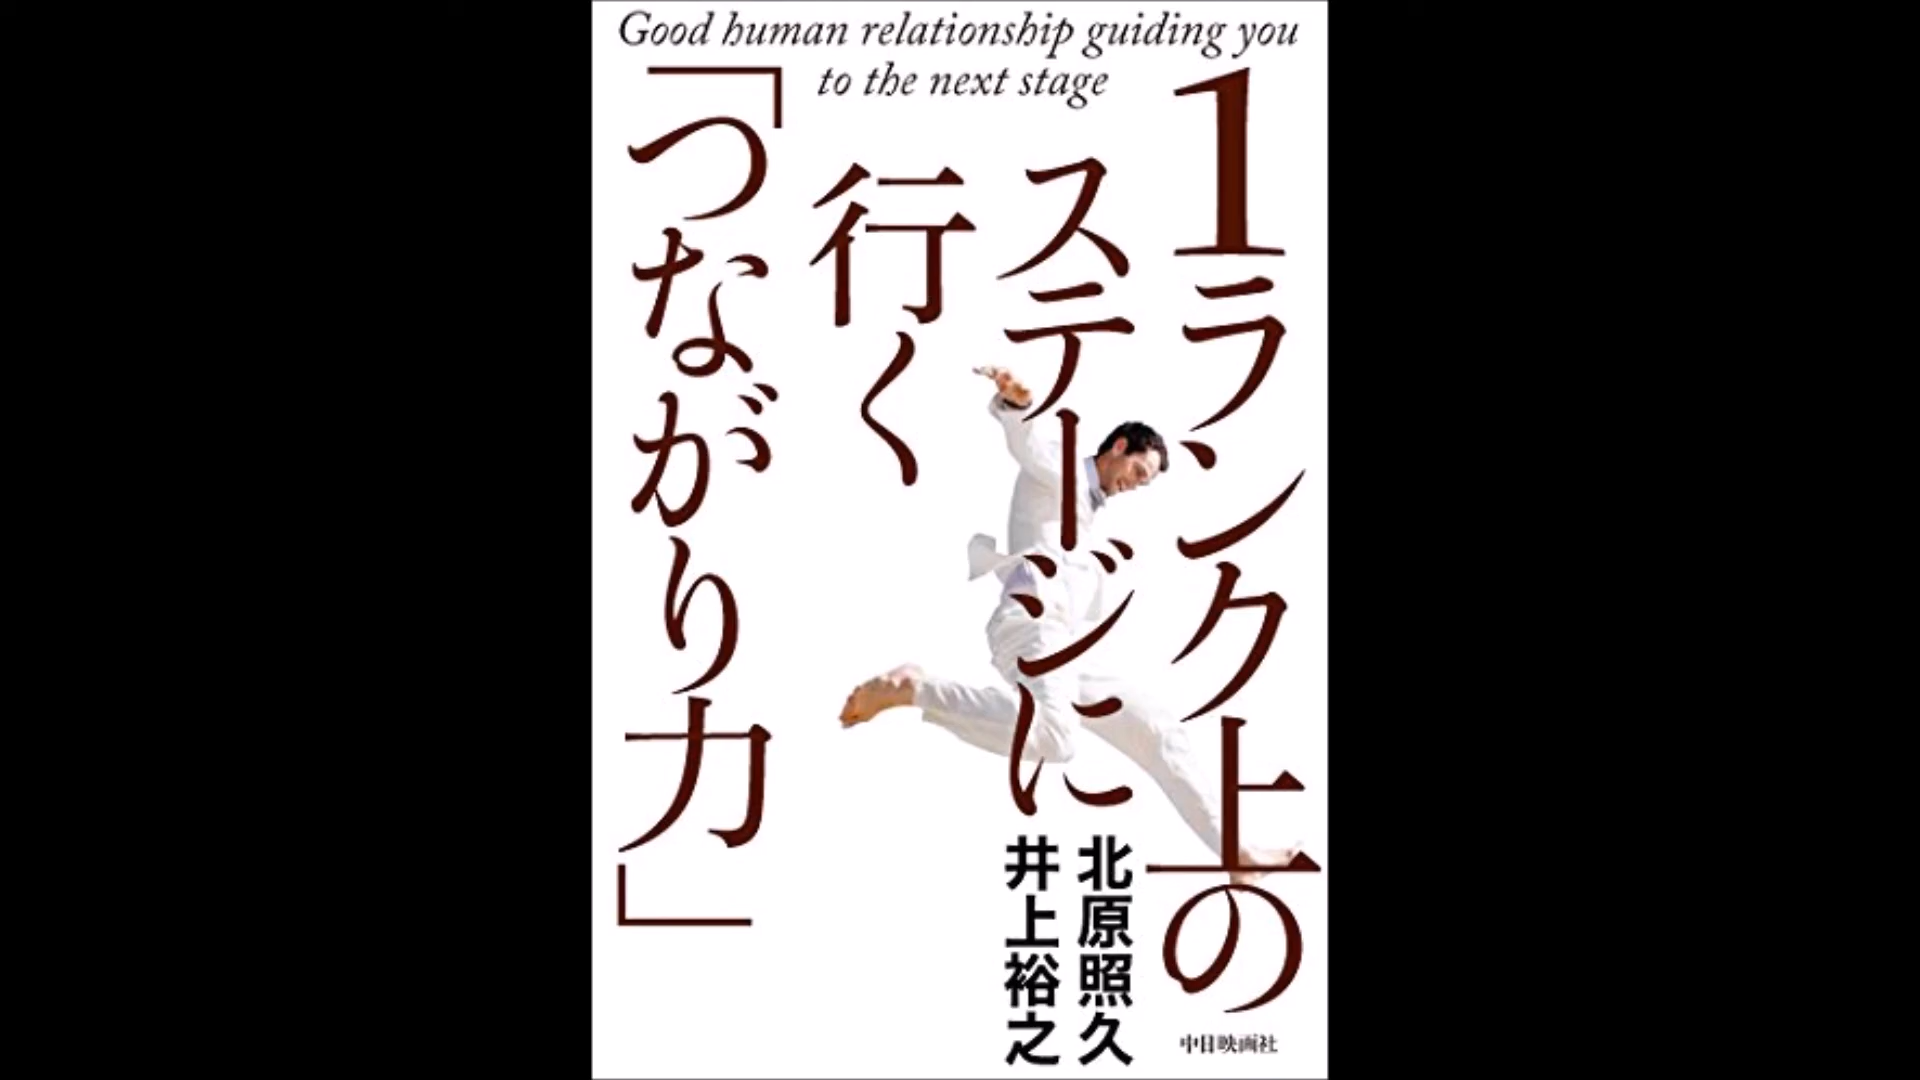 Good human relationship guiding you
to the next stage
1ランク上の
ステージに
行く
「つながり力」
北原照久
井上裕之
中目映画社